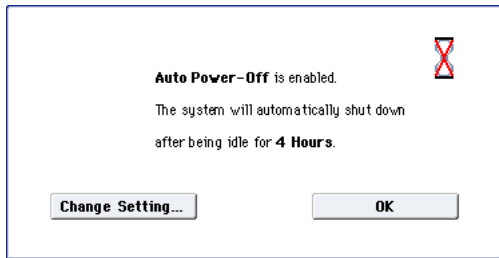 Auto Power-Off is enabled.
The system will automatically shut down
after being idle for 4 Hours.
Change Setting...
OK